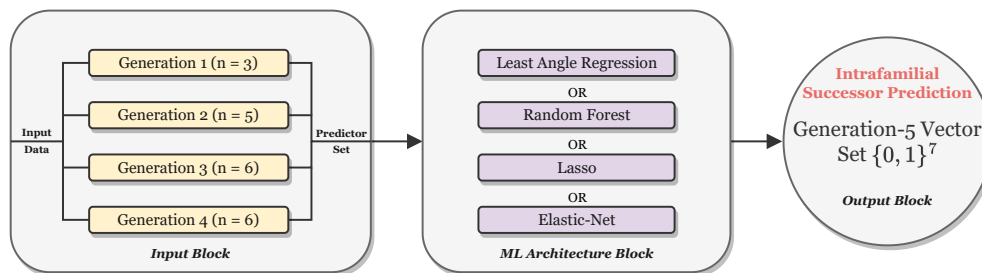 Input
Data
Generation 1 (n = 3)
Generation 2 (n = 5)
Generation 3 (n = 6)
Generation 4 (n = 6)
Predictor
Set
Input Block
Least Angle Regression
OR
Random Forest
OR
Lasso
OR
Elastic-Net
ML Architecture Block
Intrafamilial
Successor Prediction
Generation-5 Vector
Set {0, 1}⁷
Output Block